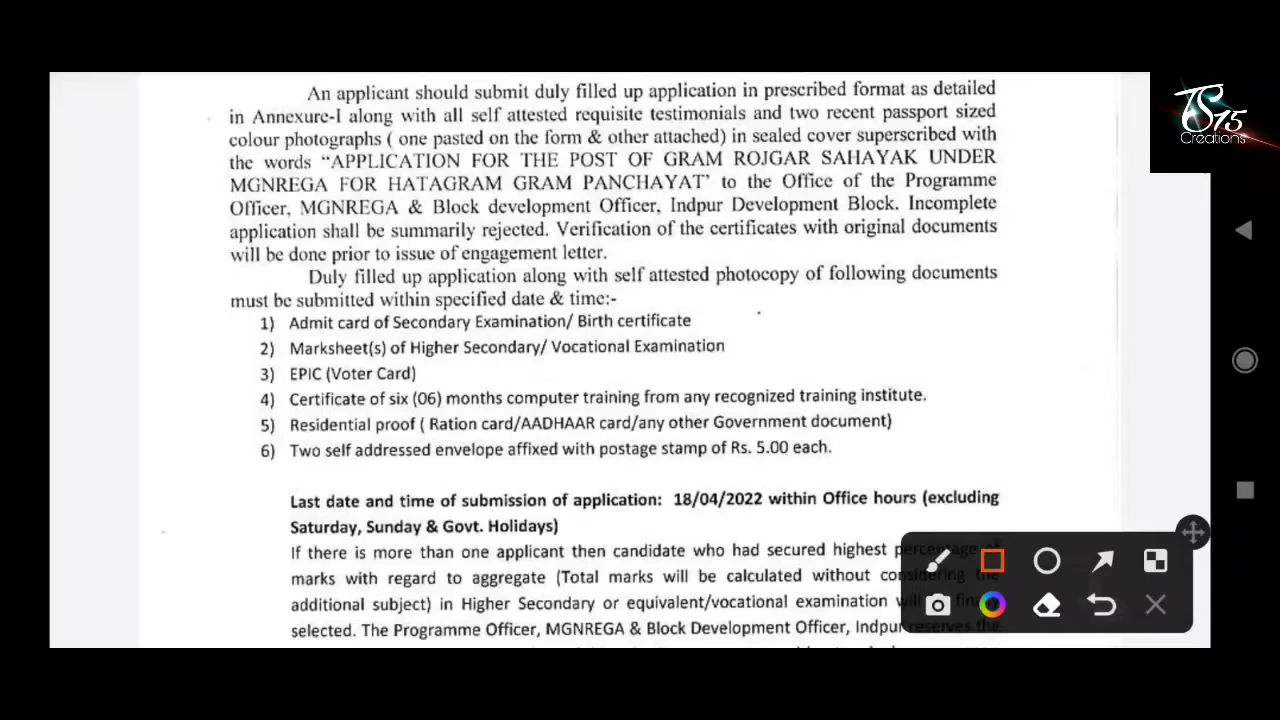 An applicant should submit duly filled up application in prescribed format as detailed
in Annexure-I along with all self attested requisite testimonials and two recent passport sized
colour photographs ( one pasted on the form & other attached) in sealed cover superscribed with
the words "APPLICATION FOR THE POST OF GRAM ROJGAR SAHAYAK UNDER
MGNREGA FOR HATAGRAM GRAM PANCHAYAT' to the Office of the Programme
Officer, MGNREGA & Block development Officer, Indpur Development Block. Incomplete
application shall be summarily rejected. Verification of the certificates with original documents
will be done prior to issue of engagement letter.
Duly filled up application along with self attested photocopy of following documents
must be submitted within specified date & time:-
1) Admit card of Secondary Examination/ Birth certificate
2) Marksheet(s) of Higher Secondary/ Vocational Examination
3) EPIC (Voter Card)
4) Certificate of six (06) months computer training from any recognized training institute.
5) Residential proof ( Ration card/AADHAAR card/any other Government document)
6) Two self addressed envelope affixed with postage stamp of Rs. 5.00 each.
Last date and time of submission of application: 18/04/2022 within Office hours (excluding
Saturday, Sunday & Govt. Holidays)
If there is more than one applicant then candidate who had secured highest percentage of
marks with regard to aggregate (Total marks will be calculated without considering the
additional subject) in Higher Secondary or equivalent/vocational examination will
selected. The Programme Officer, MGNREGA & Block Development Officer, Indpur reserves the
TS75
Creations